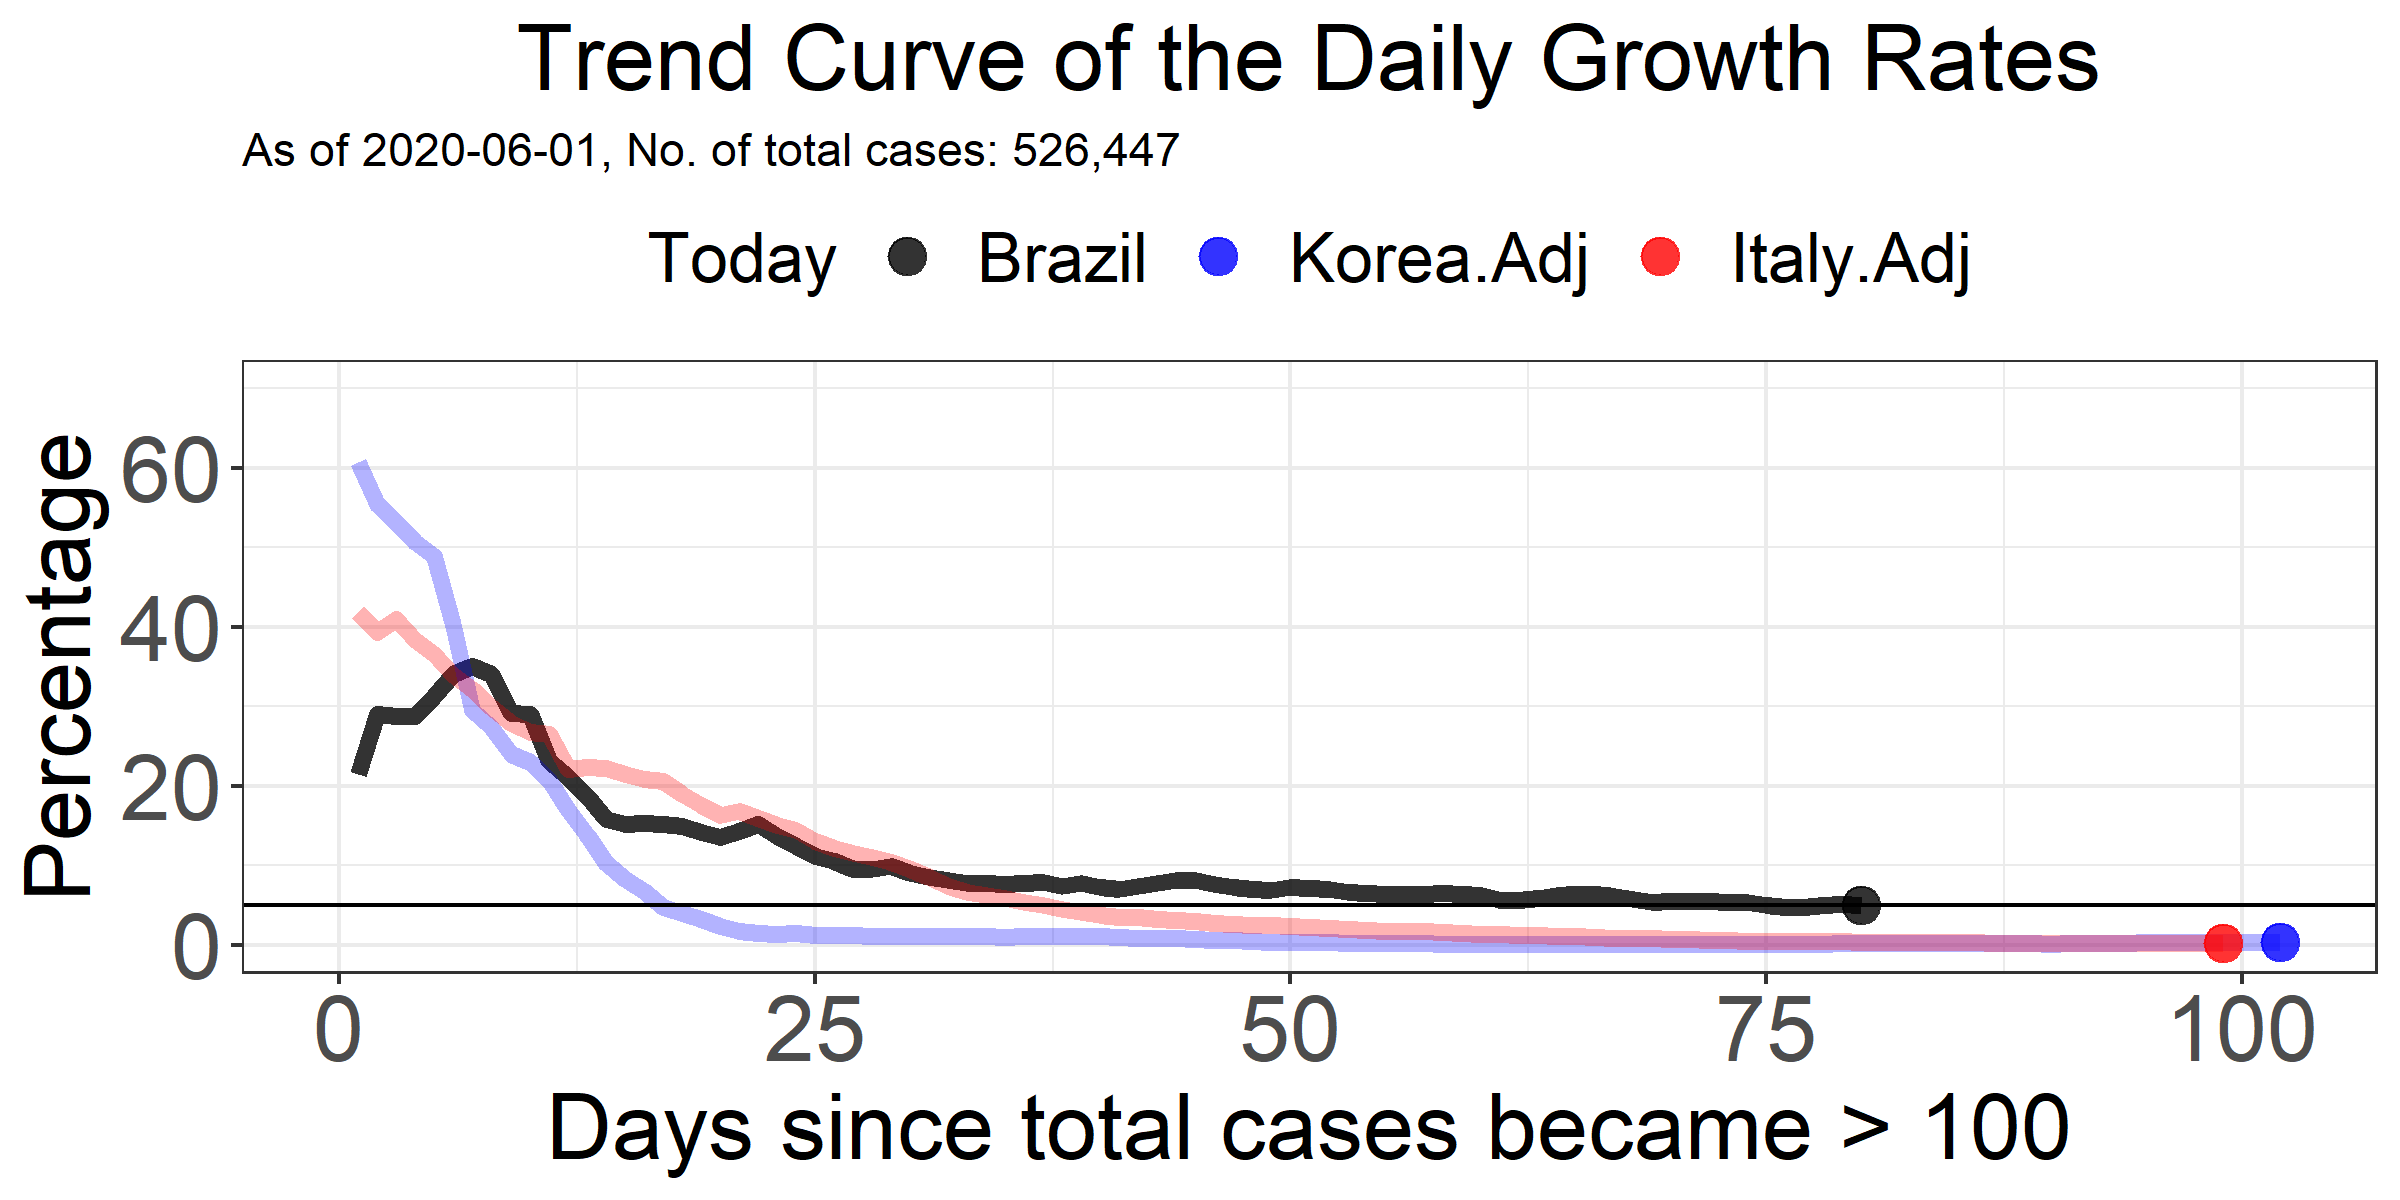 Trend Curve of the Daily Growth Rates
As of 2020-06-01, No. of total cases: 526,447
Today Brazil Korea.Adj Italy.Adj
Percentage
60
40
20
0
0 25 50 75 100
Days since total cases became > 100